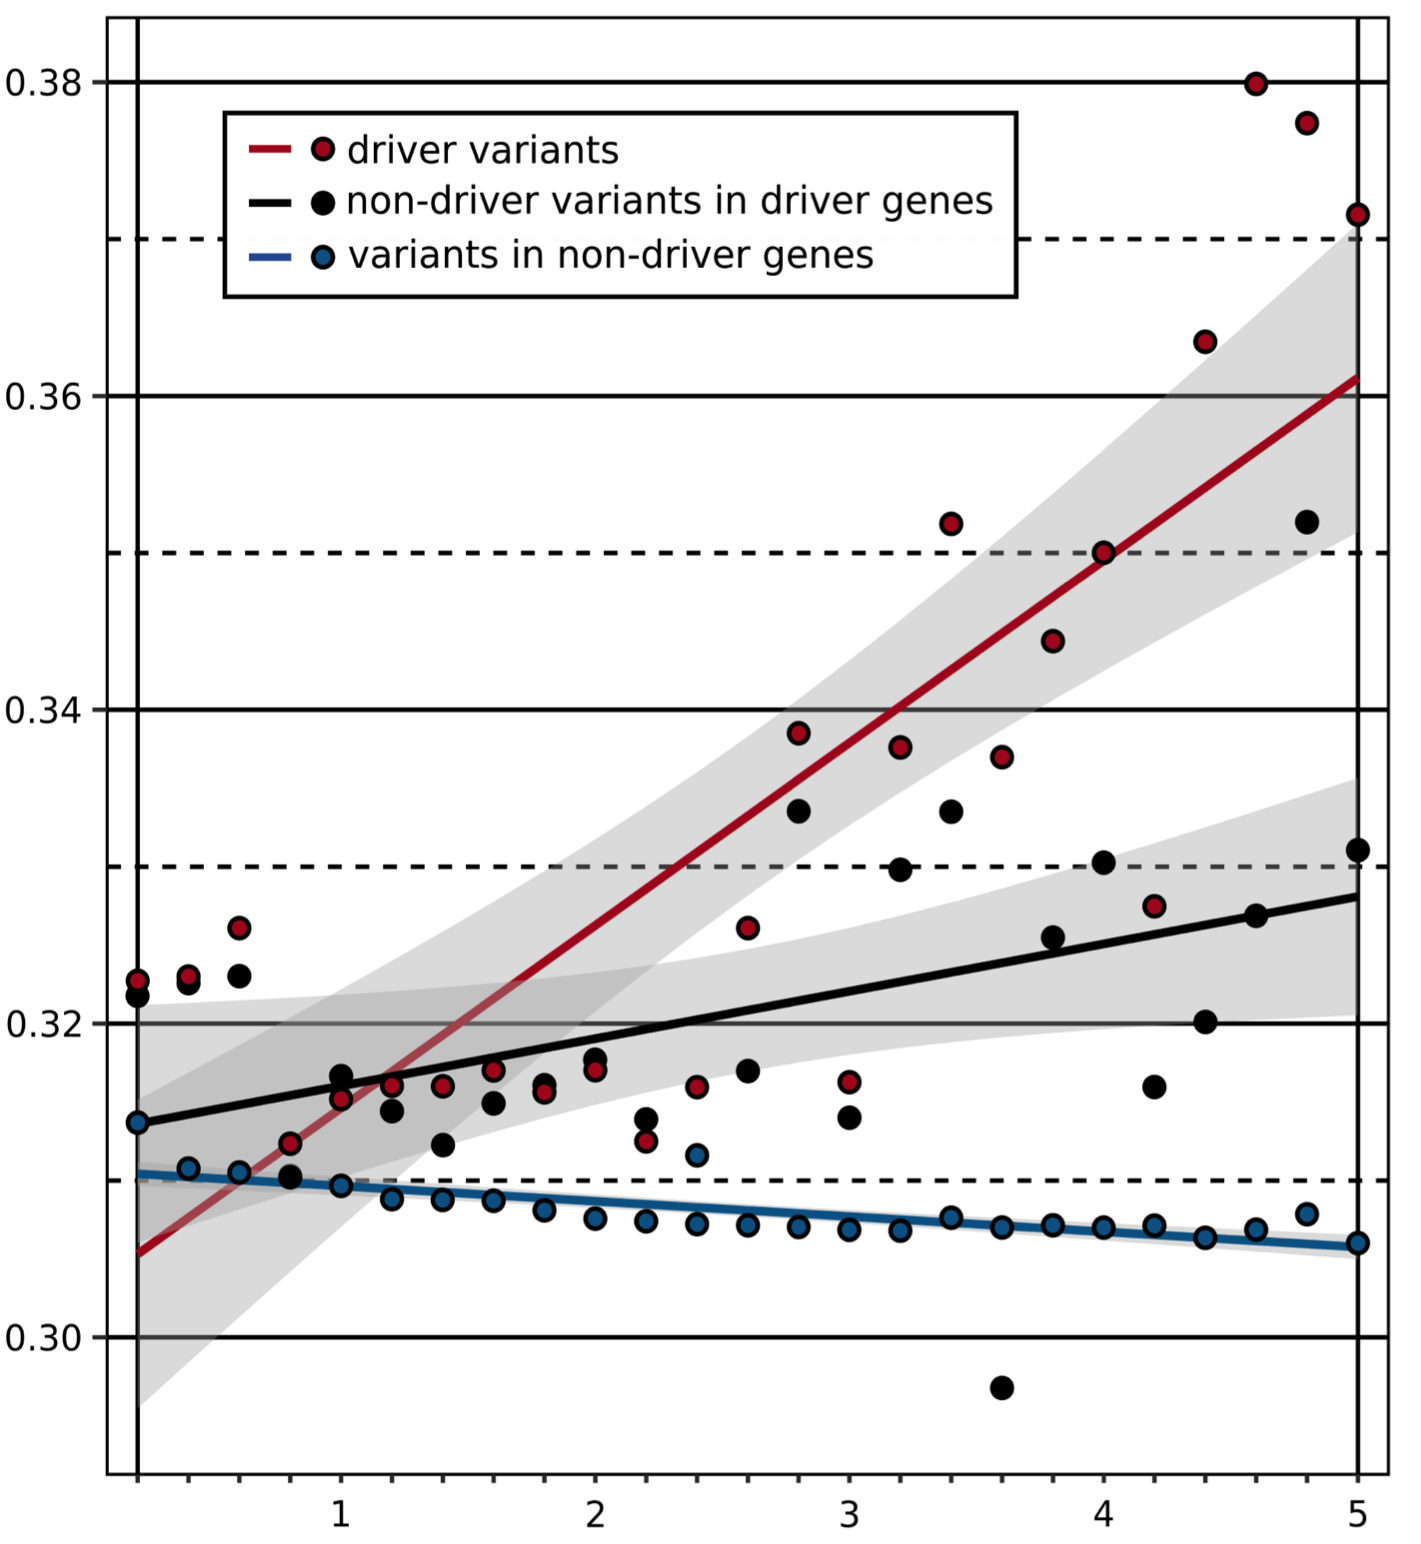 0.38
driver variants
non-driver variants in driver genes
variants in non-driver genes
0.36
0.34
0.32
0.30
1 2 3 4 5